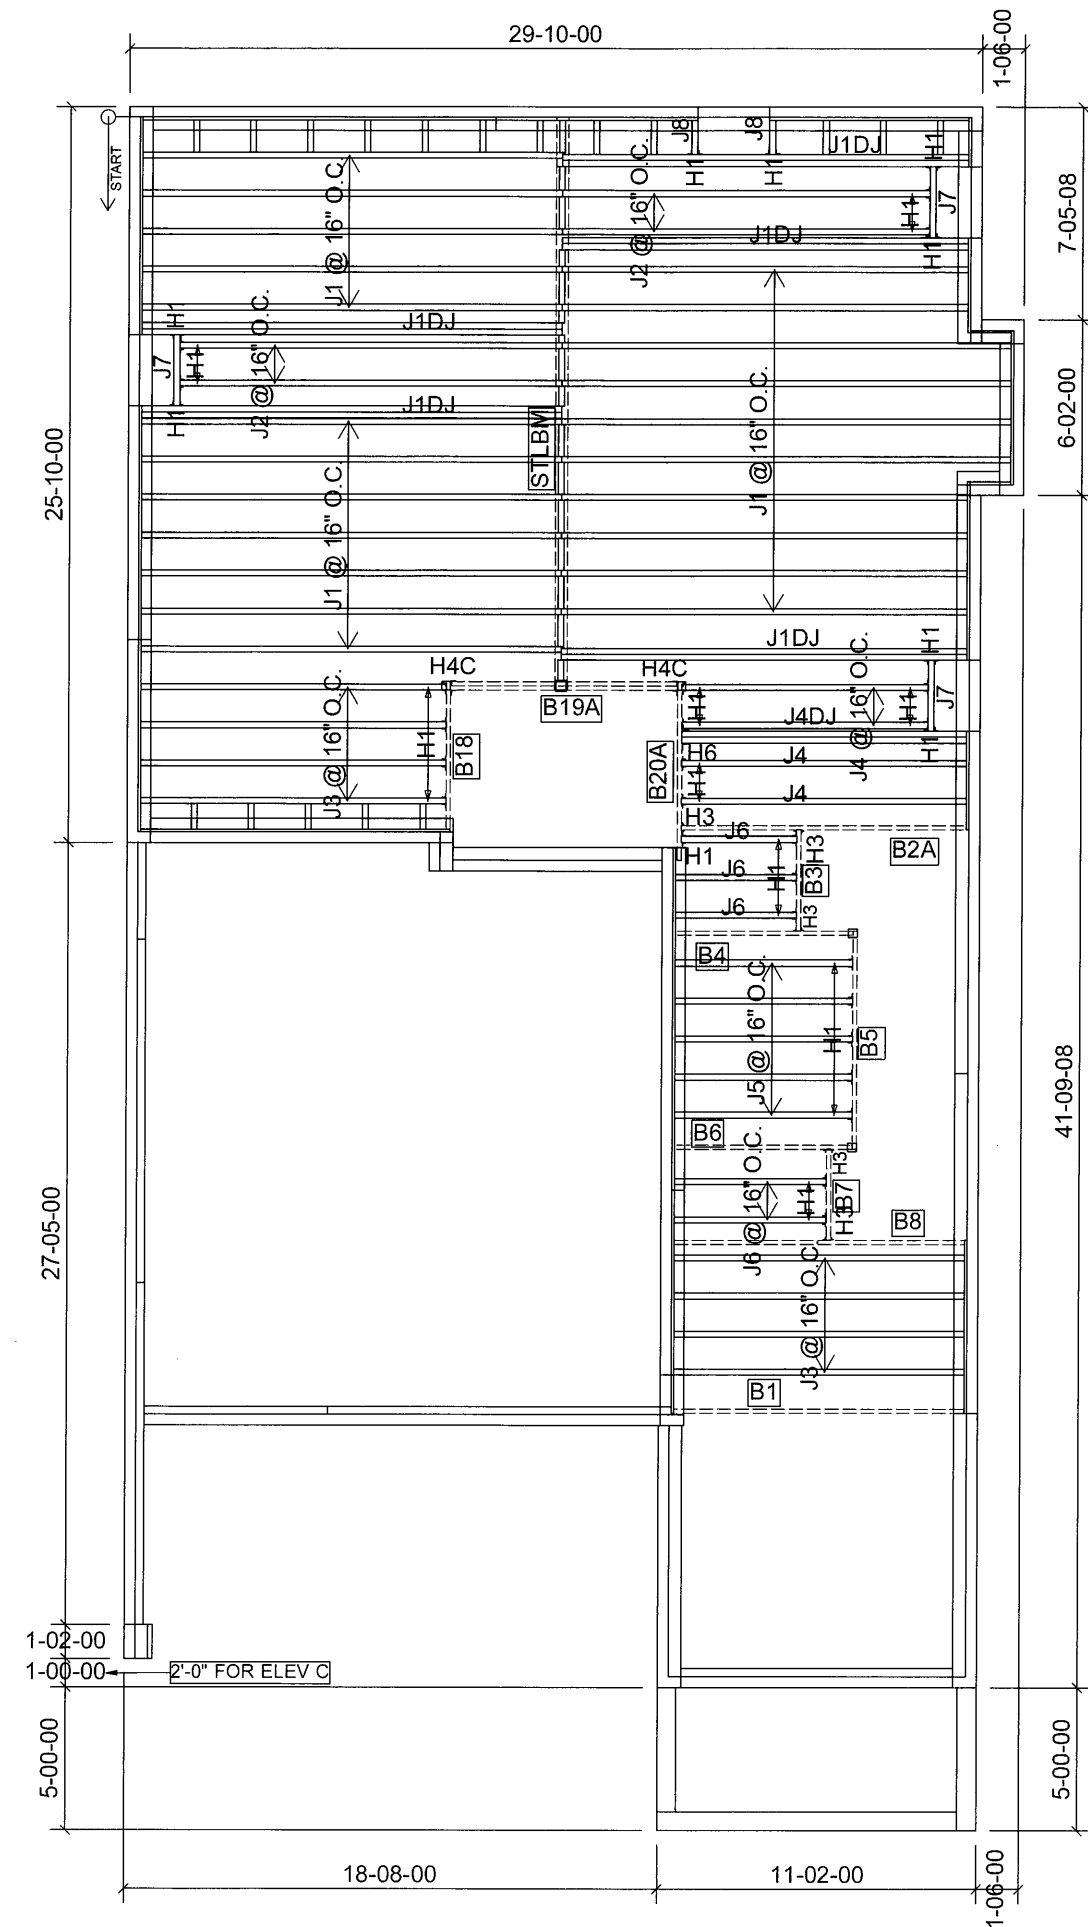 29-10-00
1-06-00
START
J8
J8
J1DJ
H1
H1
H1
J1 @ 16" O.C.
J2 @ 16" O.C.
H1
J7
J1DJ
H1
7-05-08
H1
J1DJ
J7
H1
J2 @ 16" O.C.
H1
J1DJ
STLBM
J1 @ 16" O.C.
6-02-00
25-10-00
J1 @ 16" O.C.
J1DJ
H1
H4C
H4C
B19A
J3 @ 16" O.C.
H1
B18
B20A
H1
J4DJ
J4 @ 16" O.C.
H1
J7
H1
H6
J4
H1
J4
H3
J6
B2A
H1
J6
H1
H3
B3
J6
H3
B4
J5 @ 16" O.C.
H1
B5
41-09-08
B6
J6 @ 16" O.C.
H1
H3
B7
H3
B8
27-05-00
J3 @ 16" O.C
B1
1-02-00
1-00-00
2'-0" FOR ELEV C
5-00-00
5-00-00
18-08-00
11-02-00
1-06-00